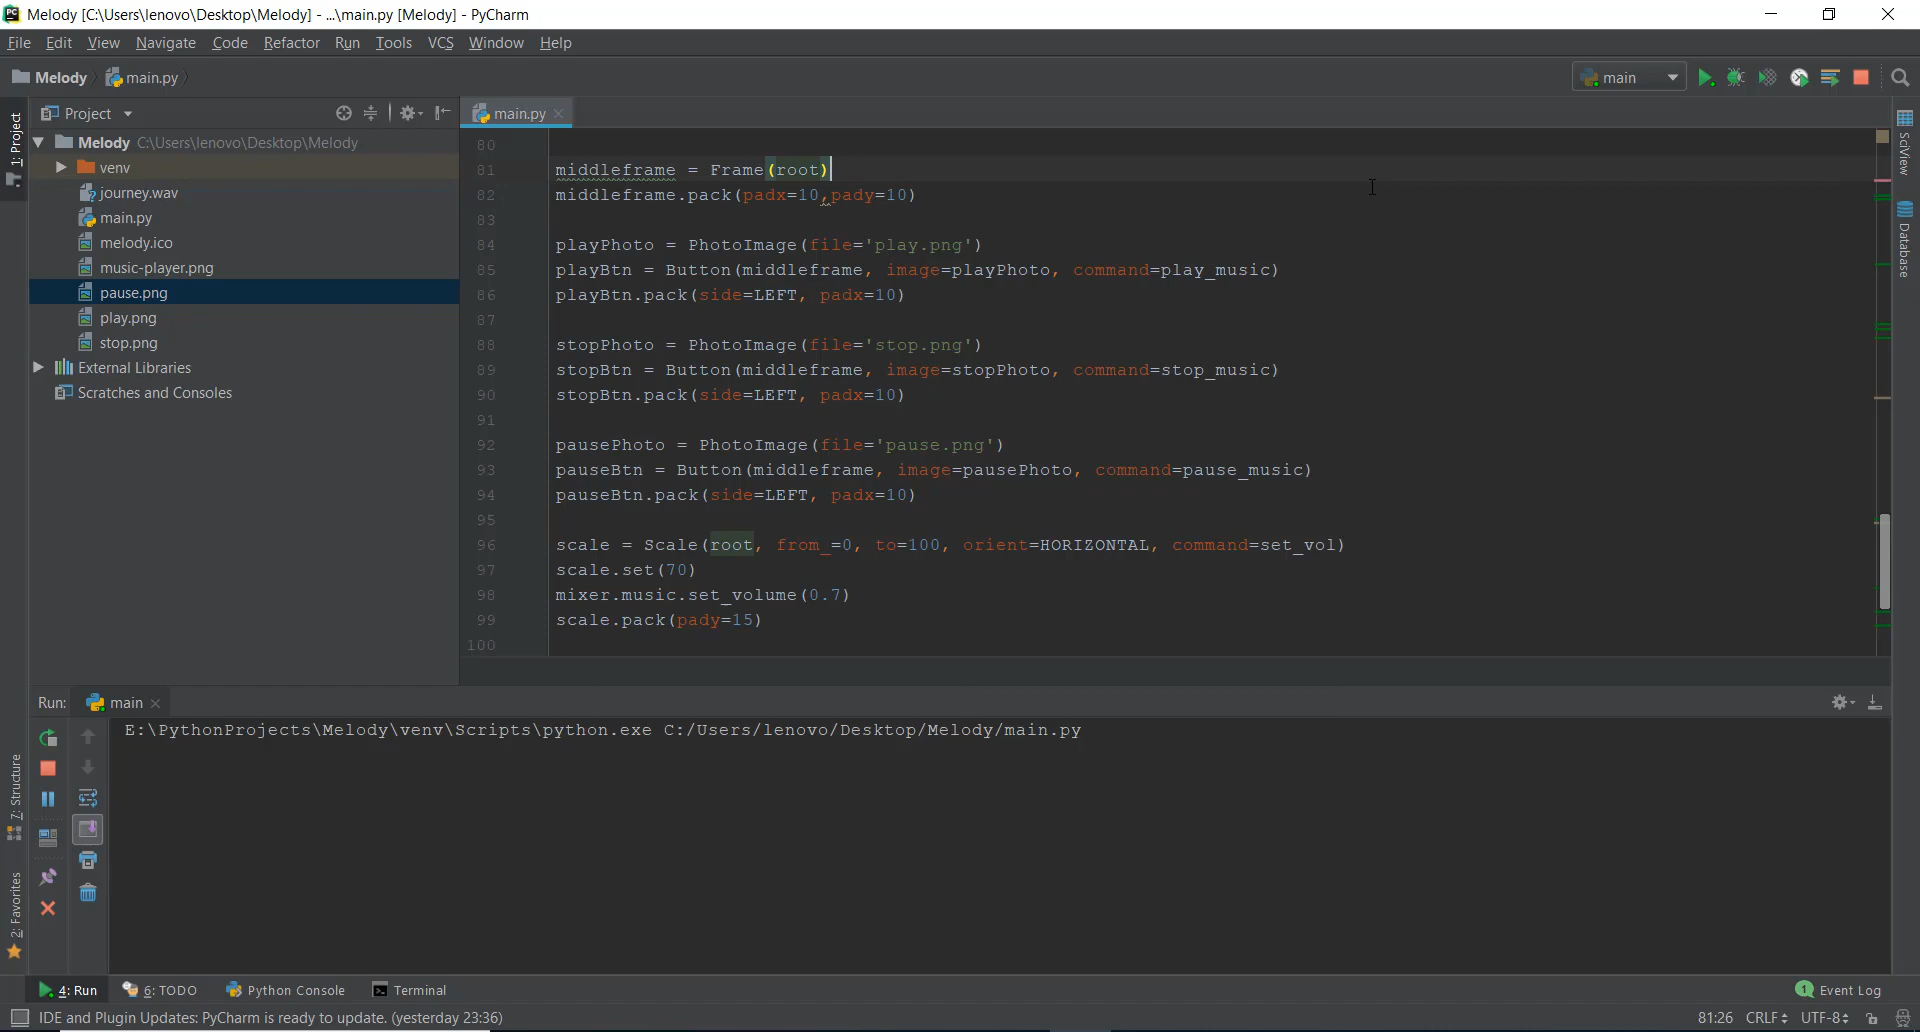 Melody [C:\Users\lenovo\Desktop\Melody] - ...\main.py [Melody] - PyCharm
File Edit View Navigate Code Refactor Run Tools VCS Window Help
Melody main.py
main
Project
main.py
1: Project
Melody C:\Users\lenovo\Desktop\Melody
venv
journey.wav
main.py
melody.ico
music-player.png
pause.png
play.png
stop.png
External Libraries
Scratches and Consoles
80
81 middleframe = Frame(root)
82 middleframe.pack(padx=10,pady=10)
83
84 playPhoto = PhotoImage(file='play.png')
85 playBtn = Button(middleframe, image=playPhoto, command=play_music)
86 playBtn.pack(side=LEFT, padx=10)
87
88 stopPhoto = PhotoImage(file='stop.png')
89 stopBtn = Button(middleframe, image=stopPhoto, command=stop_music)
90 stopBtn.pack(side=LEFT, padx=10)
91
92 pausePhoto = PhotoImage(file='pause.png')
93 pauseBtn = Button(middleframe, image=pausePhoto, command=pause_music)
94 pauseBtn.pack(side=LEFT, padx=10)
95
96 scale = Scale(root, from_=0, to=100, orient=HORIZONTAL, command=set_vol)
97 scale.set(70)
98 mixer.music.set_volume(0.7)
99 scale.pack(pady=15)
100
SciView
Database
Run: main
E:\PythonProjects\Melody\venv\Scripts\python.exe C:/Users/lenovo/Desktop/Melody/main.py
7: Structure
2: Favorites
4: Run 6: TODO Python Console Terminal
1 Event Log
IDE and Plugin Updates: PyCharm is ready to update. (yesterday 23:36)
81:26 CRLF UTF-8